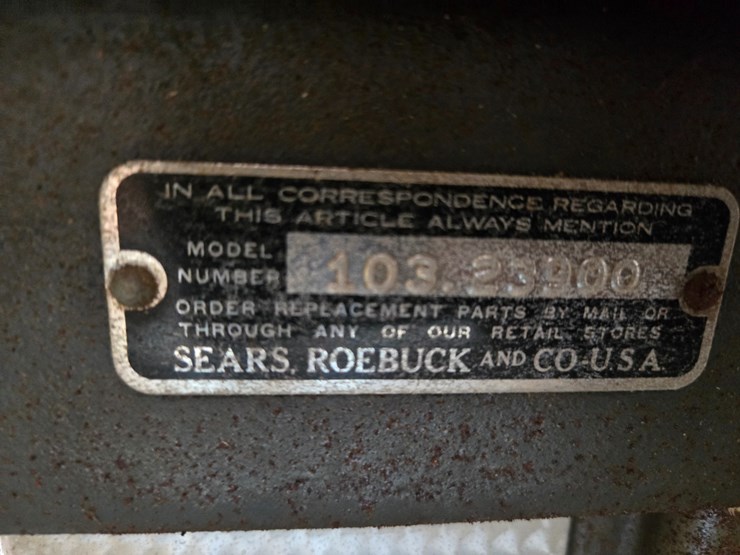 IN ALL CORRESPONDENCE REGARDING
THIS ARTICLE ALWAYS MENTION
MODEL
NUMBER 103.23900
ORDER REPLACEMENT PARTS BY MAIL OR
THROUGH ANY OF OUR RETAIL STORES
SEARS, ROEBUCK AND CO-U.S.A.